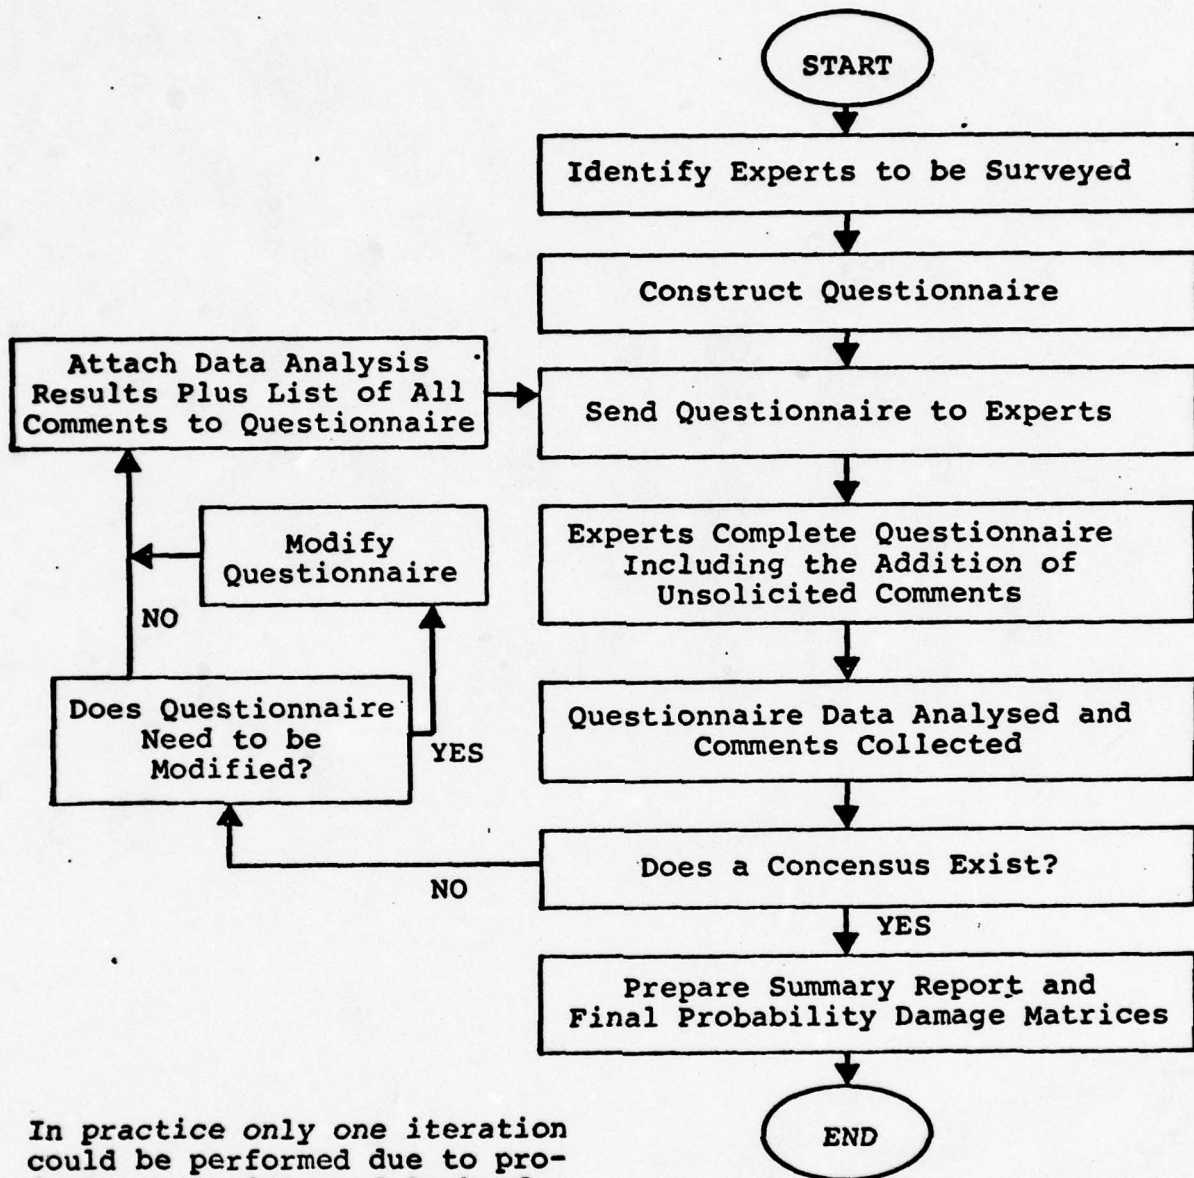 START
Identify Experts to be Surveyed
Construct Questionnaire
Attach Data Analysis
Results Plus List of All
Comments to Questionnaire
Send Questionnaire to Experts
Experts Complete Questionnaire
Including the Addition of
Unsolicited Comments
Modify
Questionnaire
NO
Does Questionnaire
Need to be
Modified?
YES
Questionnaire Data Analysed and
Comments Collected
Does a Concensus Exist?
NO
YES
Prepare Summary Report and
Final Probability Damage Matrices
END
In practice only one iteration
could be performed due to pro-